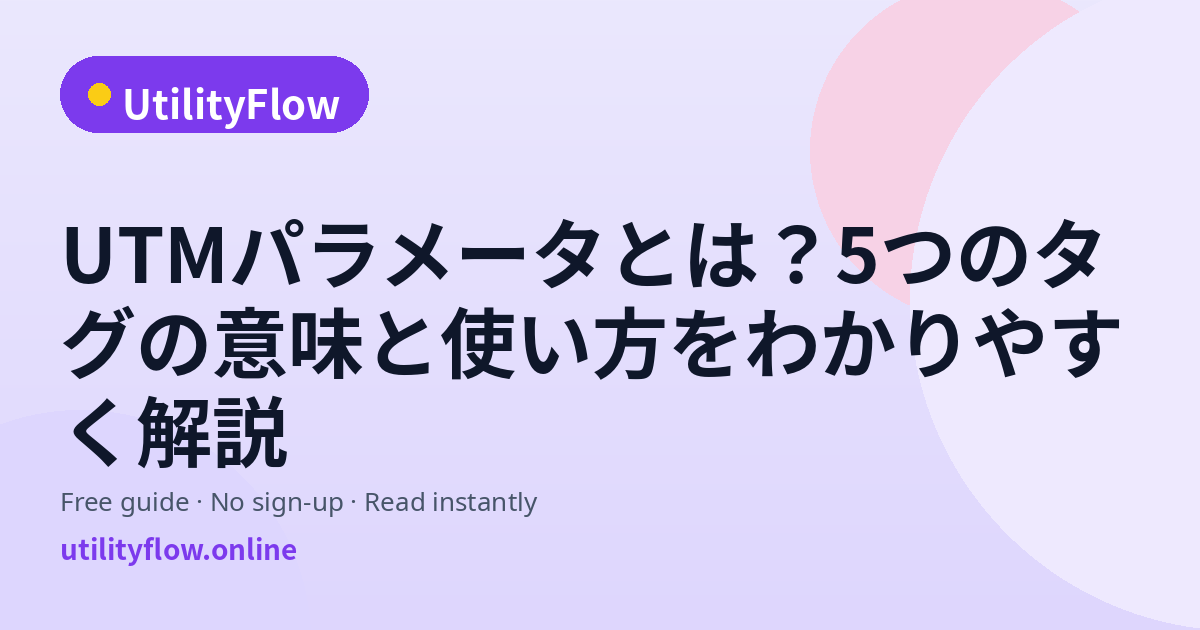 UtilityFlow
UTMパラメータとは？5つのタ
グの意味と使い方をわかりやす
く解説
Free guide · No sign-up · Read instantly
utilityflow.online